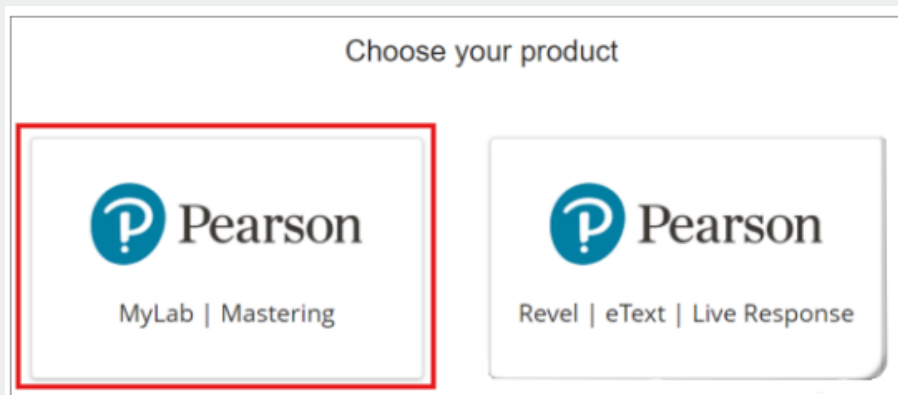 Choose your product
Pearson
MyLab | Mastering
Pearson
Revel | eText | Live Response